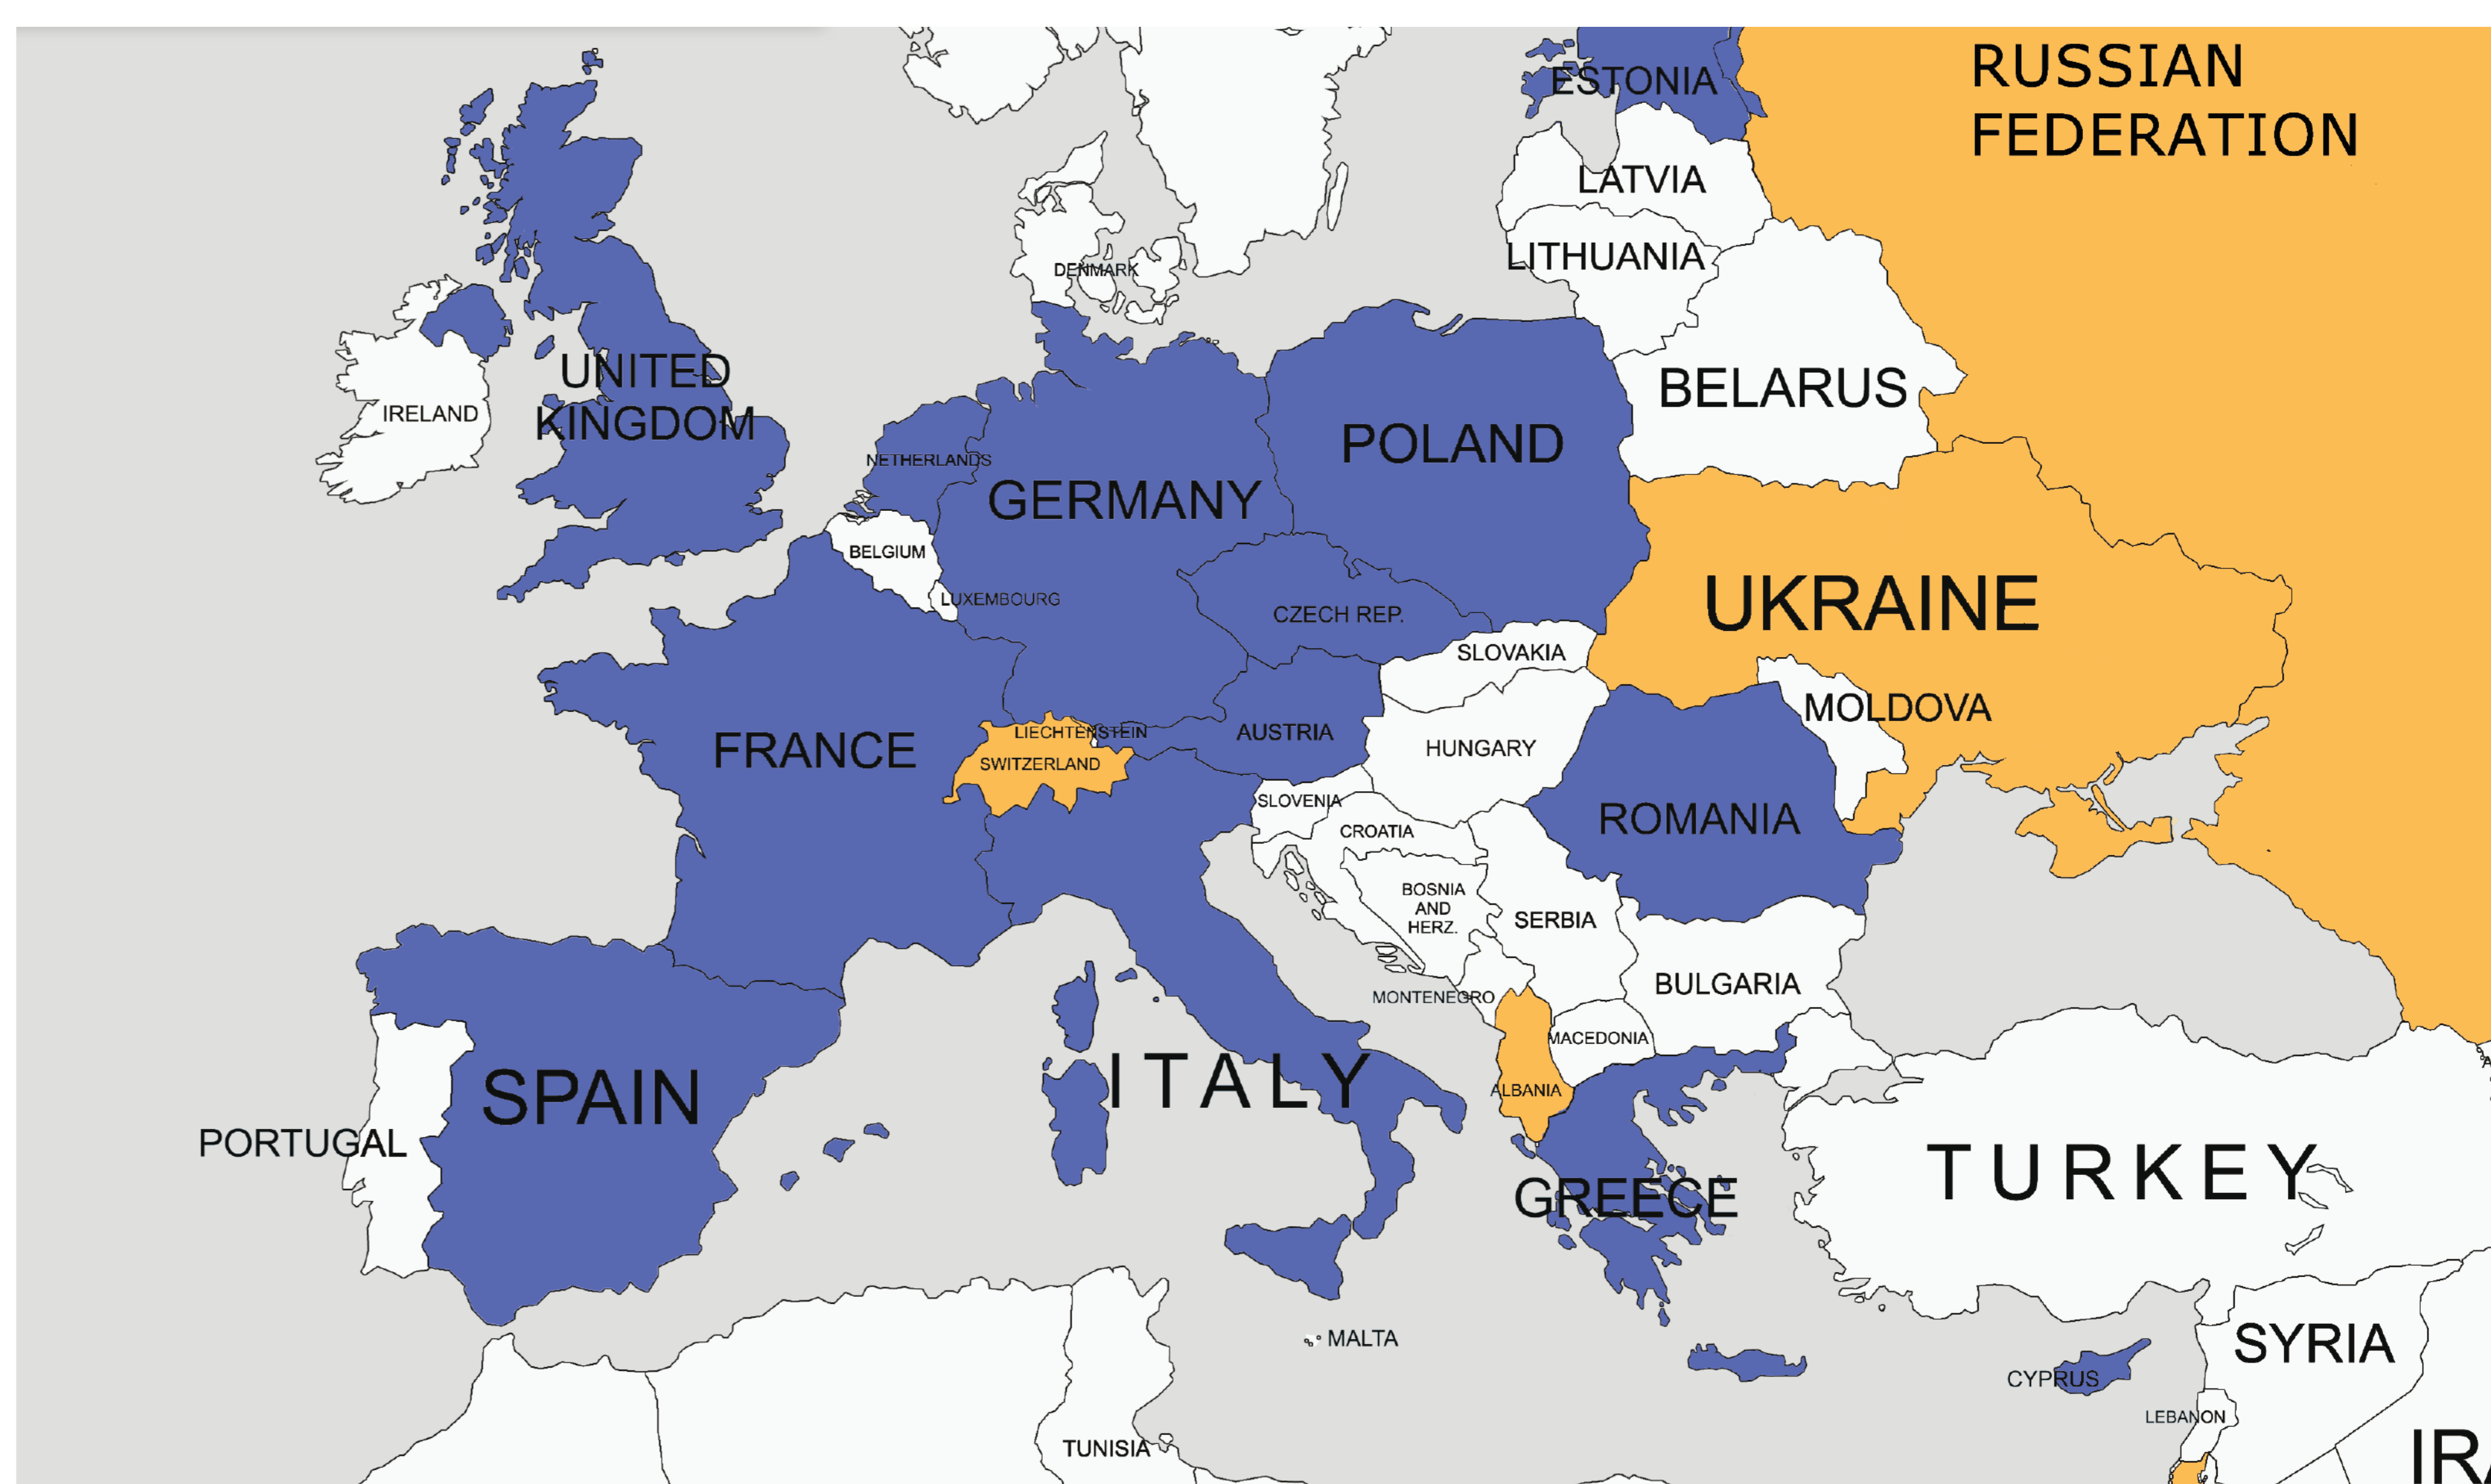 RUSSIAN
FEDERATION
ESTONIA
LATVIA
LITHUANIA
DENMARK
BELARUS
UNITED
KINGDOM
IRELAND
POLAND
NETHERLANDS
GERMANY
BELGIUM
LUXEMBOURG
UKRAINE
CZECH REP.
SLOVAKIA
MOLDOVA
FRANCE
LIECHTENSTEIN
SWITZERLAND
AUSTRIA
HUNGARY
SLOVENIA
CROATIA
ROMANIA
BOSNIA
AND
HERZ.
SERBIA
BULGARIA
MONTENEGRO
MACEDONIA
ALBANIA
ITALY
SPAIN
PORTUGAL
GREECE
TURKEY
MALTA
SYRIA
CYPRUS
LEBANON
TUNISIA